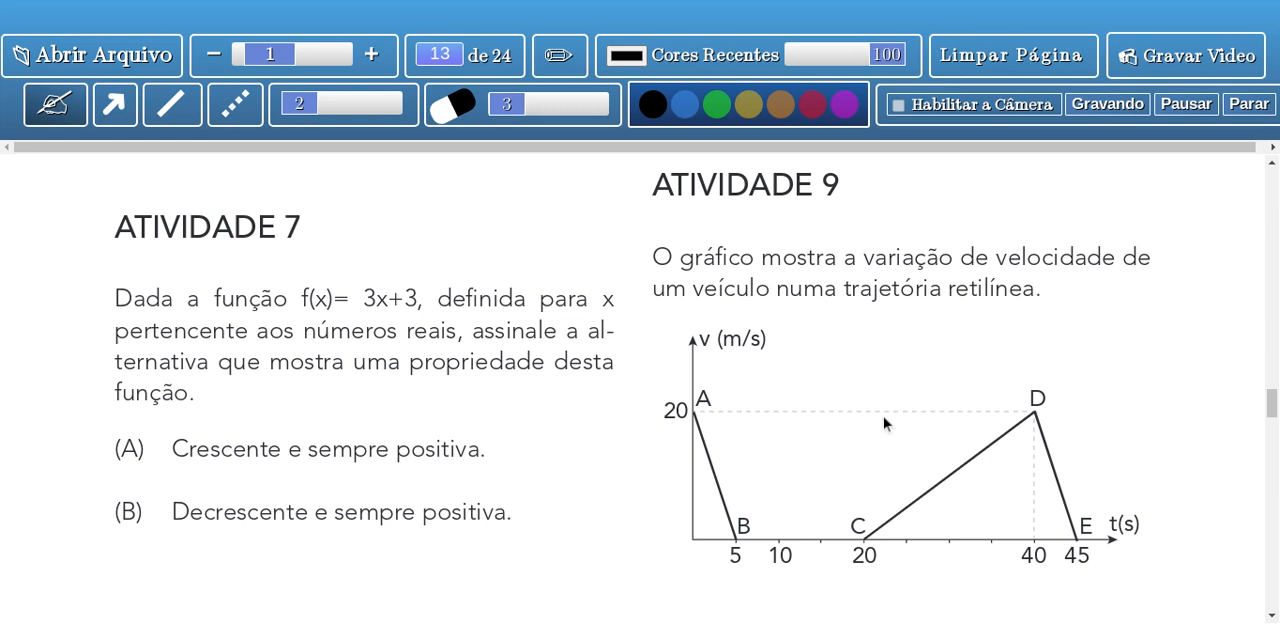 Abrir Arquivo
− 1 +
13 de 24
Cores Recentes 100
Limpar Página
Gravar Video
2
3
Habilitar a Câmera
Gravando
Pausar
Parar
ATIVIDADE 7
Dada a função f(x)= 3x+3, definida para x
pertencente aos números reais, assinale a al-
ternativa que mostra uma propriedade desta
função.
(A) Crescente e sempre positiva.
(B) Decrescente e sempre positiva.
ATIVIDADE 9
O gráfico mostra a variação de velocidade de
um veículo numa trajetória retilínea.
v (m/s)
20 A D
B C E t(s)
5 10 20 40 45